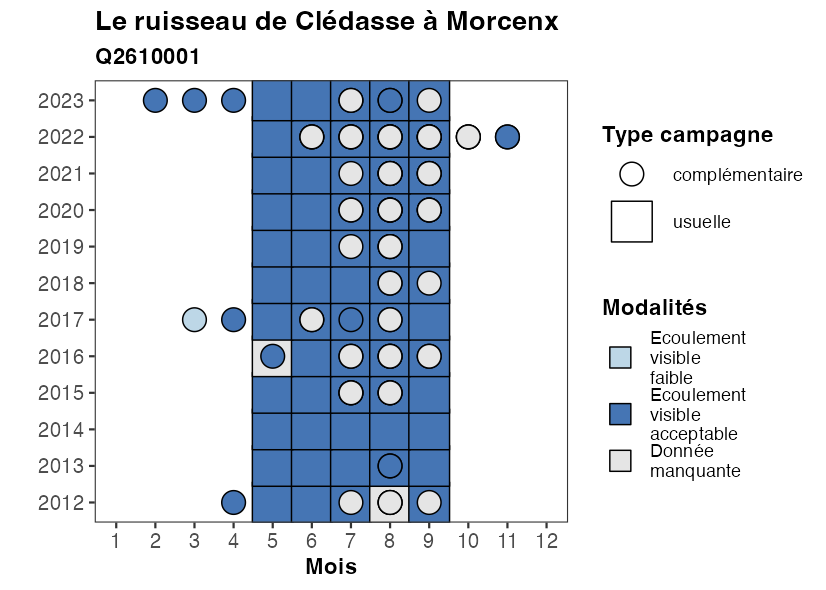 Le ruisseau de Clédasse à Morcenx
Q2610001
2023
2022
2021
2020
2019
2018
2017
2016
2015
2014
2013
2012
1 2 3 4 5 6 7 8 9 10 11 12
Mois
Type campagne
complémentaire
usuelle
Modalités
Ecoulement
visible
faible
Ecoulement
visible
acceptable
Donnée
manquante